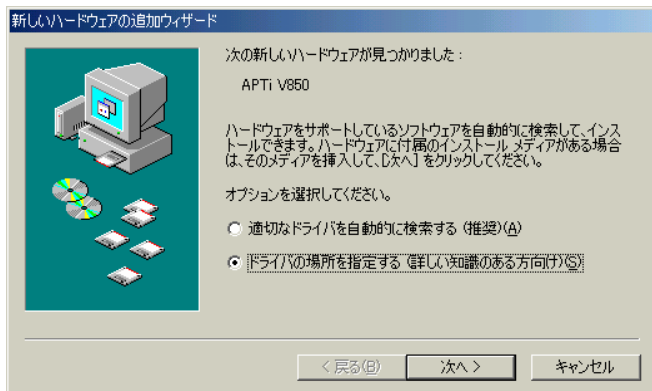 新しいハードウェアの追加ウィザード
次の新しいハードウェアが見つかりました：
APTi V850
ハードウェアをサポートしているソフトウェアを自動的に検索して、インス
トールできます。ハードウェアに付属のインストール メディアがある場合
は、そのメディアを挿入して、[次へ] をクリックしてください。
オプションを選択してください。
適切なドライバを自動的に検索する (推奨)(A)
ドライバの場所を指定する (詳しい知識のある方向け)(S)
< 戻る(B)
次へ >
キャンセル